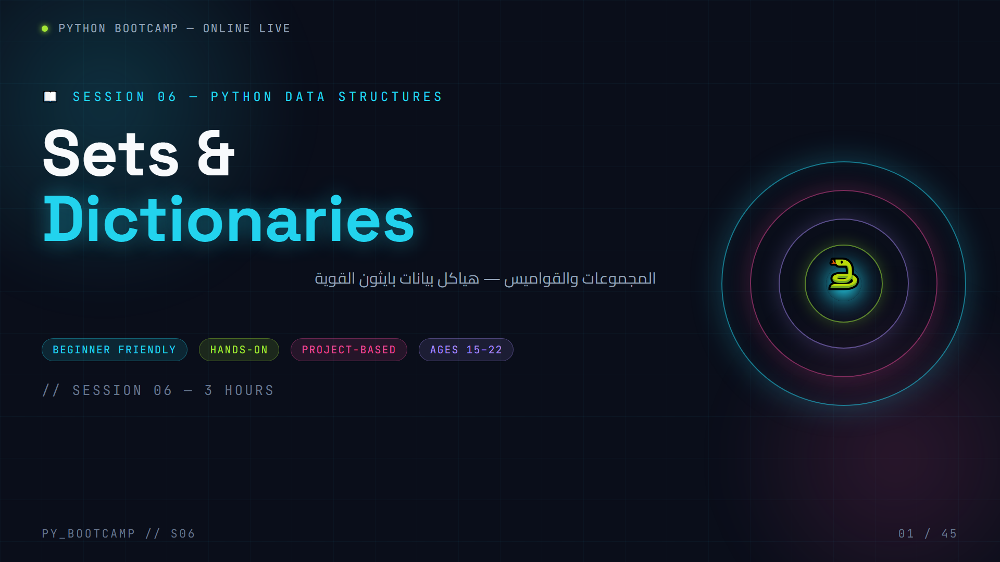 PYTHON BOOTCAMP — ONLINE LIVE
SESSION 06 — PYTHON DATA STRUCTURES
Sets &
Dictionaries
المجموعات والقواميس — هياكل بيانات بايثون القوية
BEGINNER FRIENDLY HANDS-ON PROJECT-BASED AGES 15–22
// SESSION 06 — 3 HOURS
PY_BOOTCAMP // S06
01 / 45